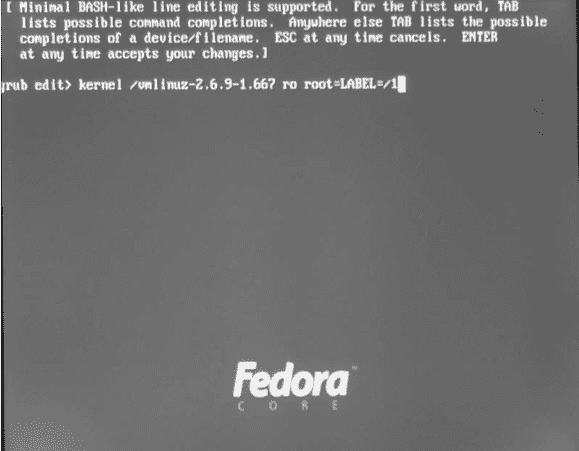 [ Minimal BASH-like line editing is supported.  For the first word, TAB
lists possible command completions.  Anywhere else TAB lists the possible
completions of a device/filename.  ESC at any time cancels.  ENTER
at any time accepts your changes.]
grub edit> kernel /vmlinuz-2.6.9-1.667 ro root=LABEL=/1
Fedora™
CORE